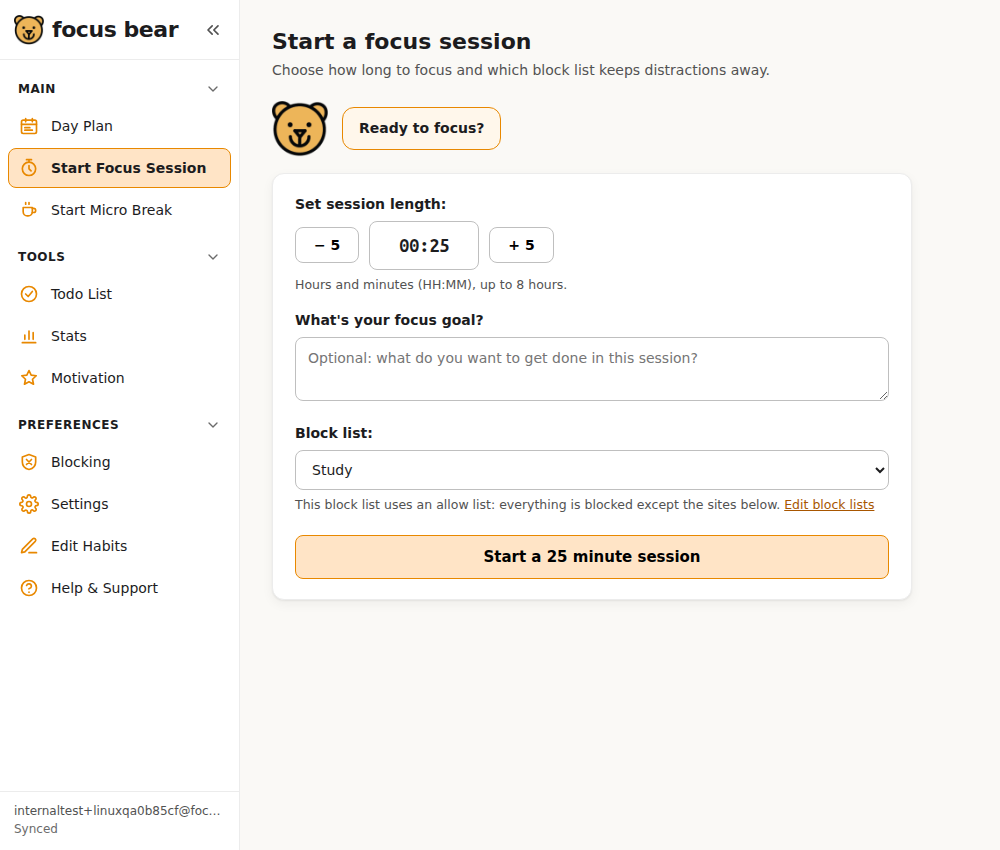 focus bear
MAIN
Day Plan
Start Focus Session
Start Micro Break
TOOLS
Todo List
Stats
Motivation
PREFERENCES
Blocking
Settings
Edit Habits
Help & Support
internaltest+linuxqa0b85cf@foc...
Synced
Start a focus session
Choose how long to focus and which block list keeps distractions away.
Ready to focus?
Set session length:
− 5
00:25
+ 5
Hours and minutes (HH:MM), up to 8 hours.
What's your focus goal?
Optional: what do you want to get done in this session?
Block list:
Study
This block list uses an allow list: everything is blocked except the sites below. Edit block lists
Start a 25 minute session